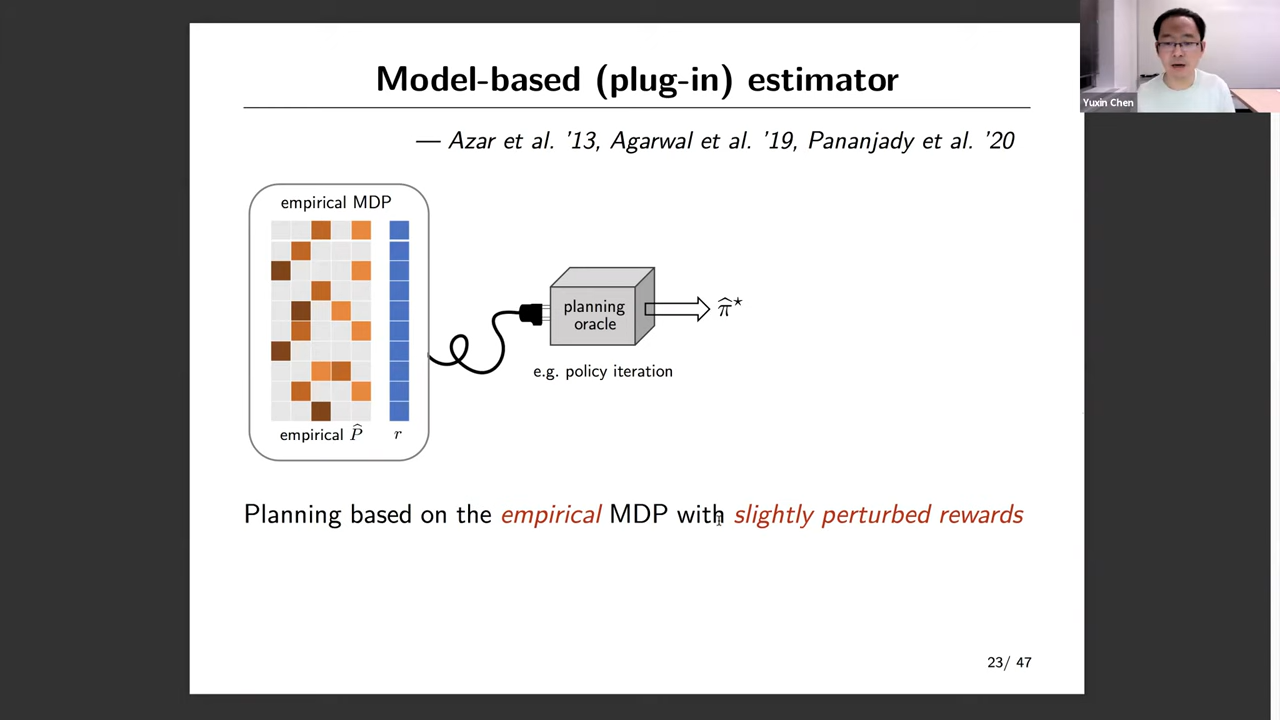 Model-based (plug-in) estimator
Yuxin Chen
— Azar et al. '13, Agarwal et al. '19, Pananjady et al. '20
empirical MDP
planning
oracle
π̂⋆
e.g. policy iteration
empirical P̂
r
Planning based on the empirical MDP with slightly perturbed rewards
23/ 47